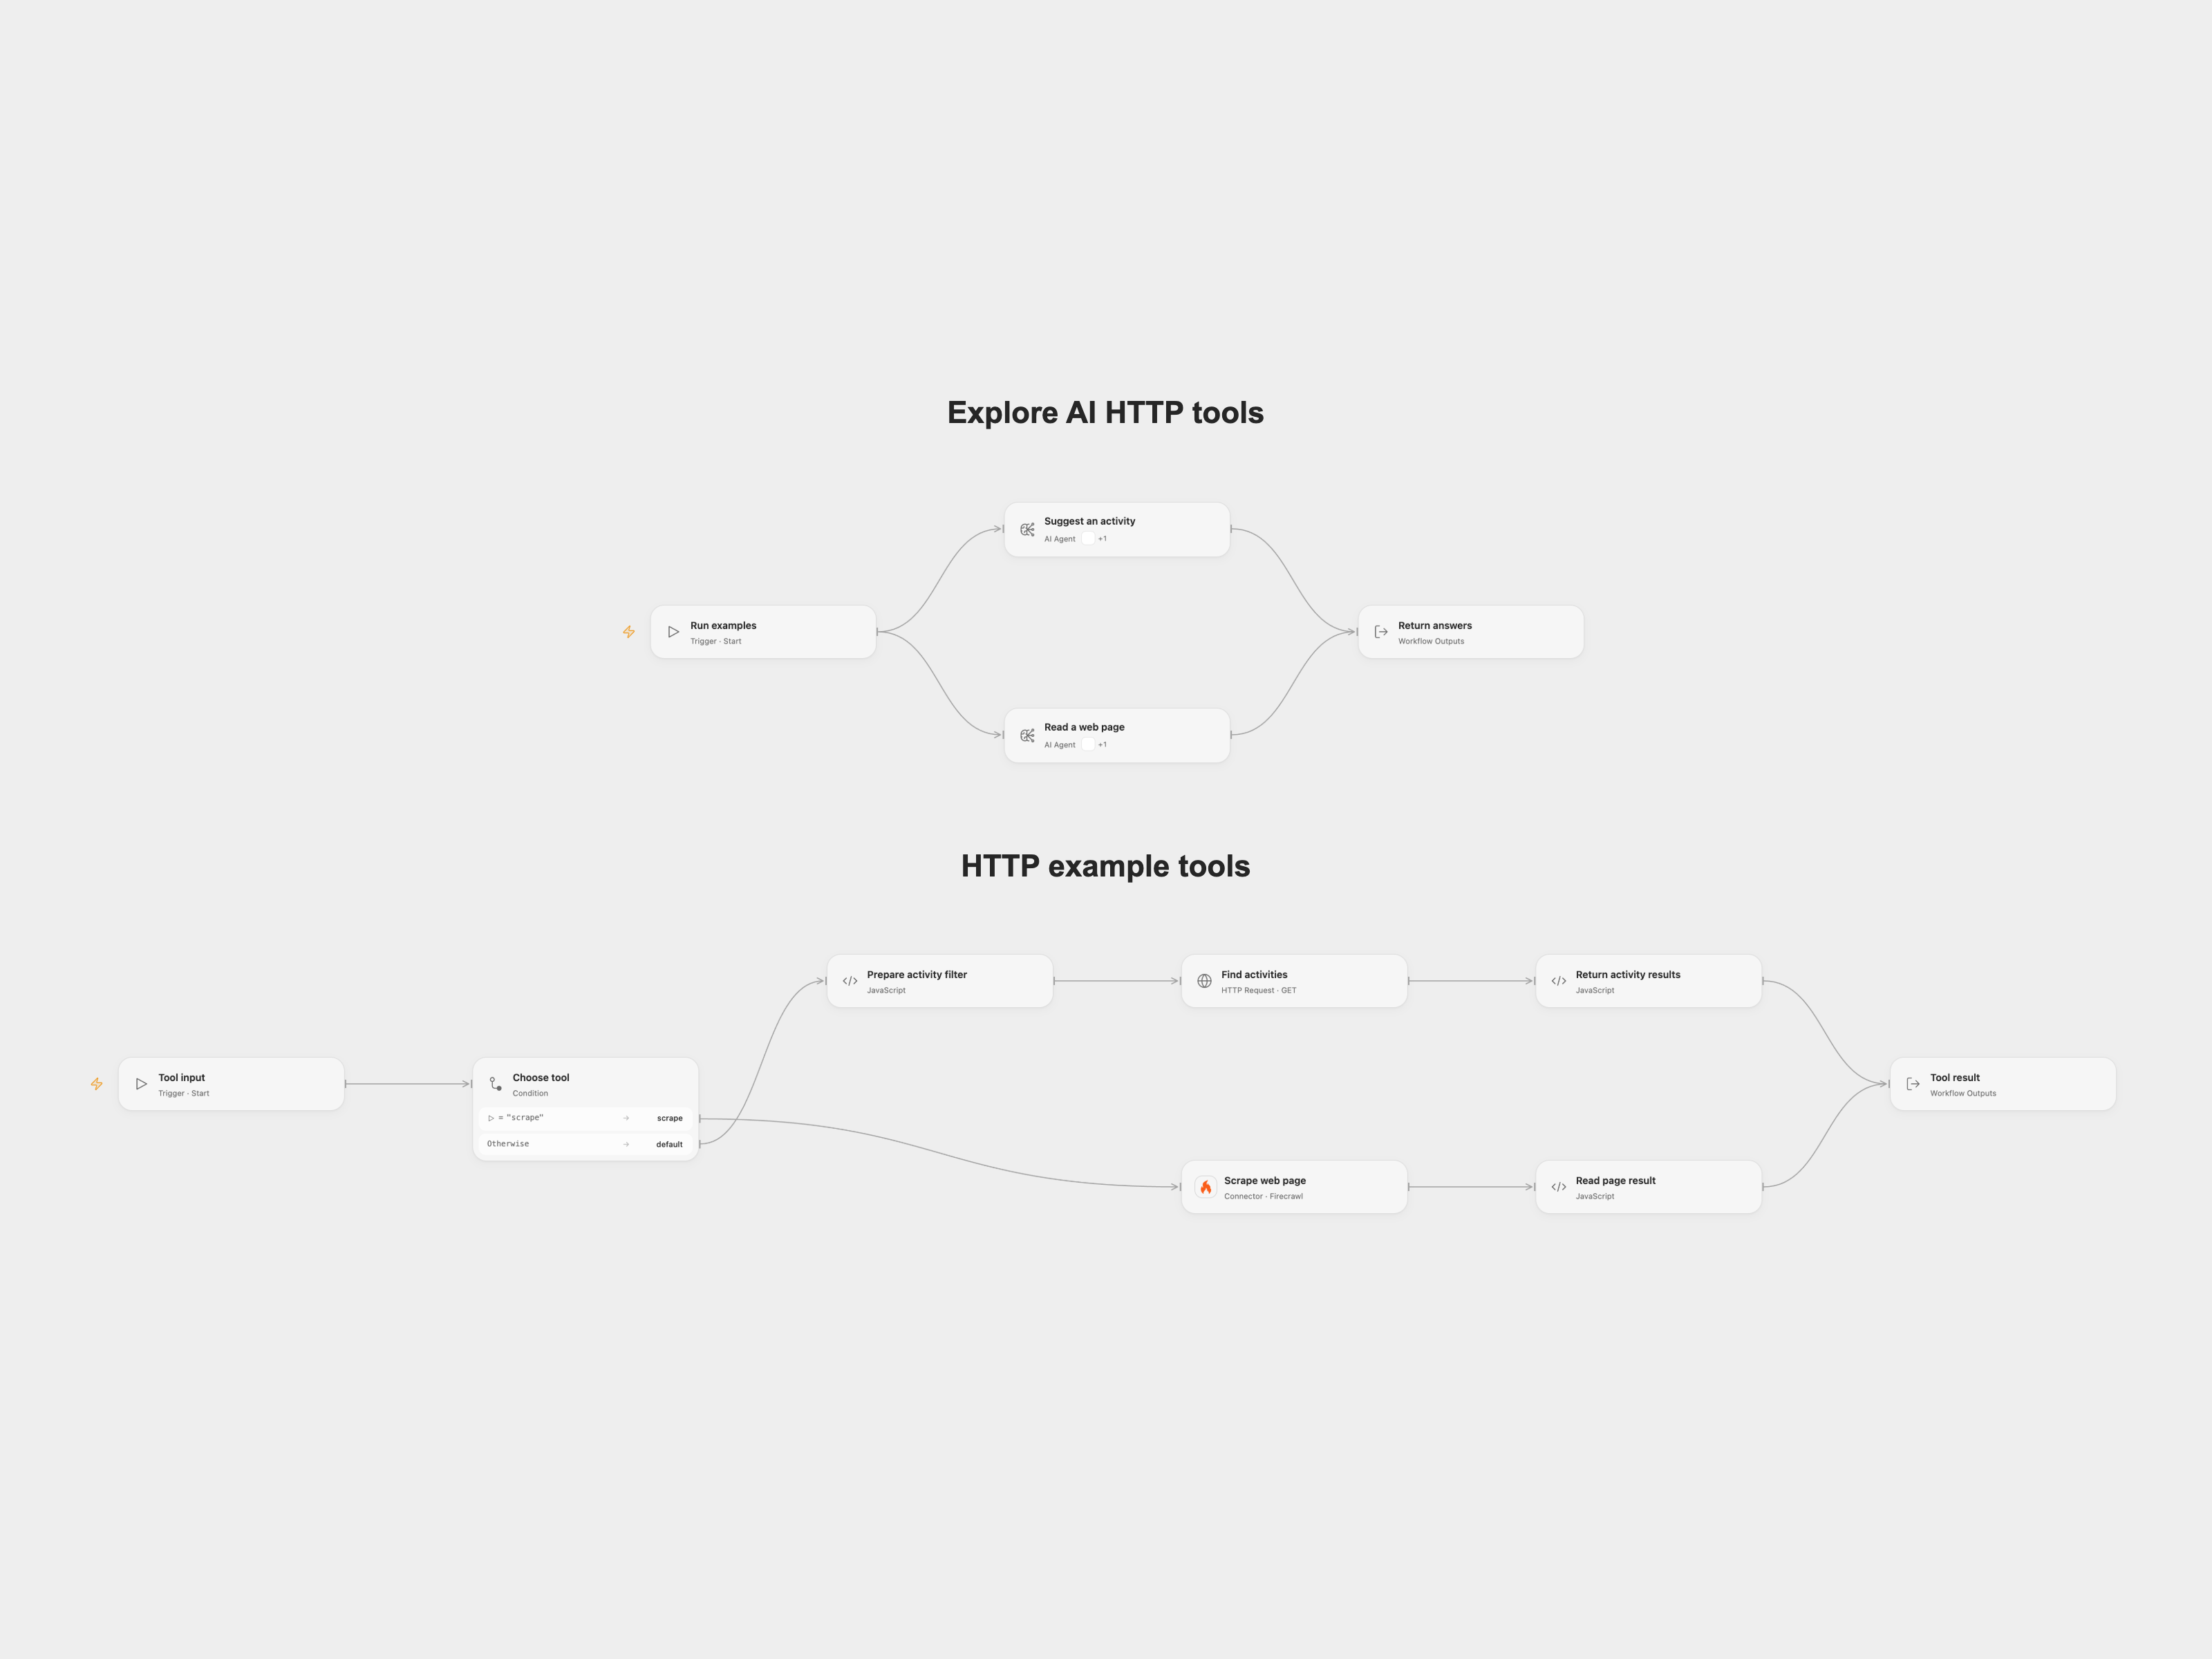 Explore AI HTTP tools
Suggest an activity
AI Agent +1
Run examples
Trigger · Start
Return answers
Workflow Outputs
Read a web page
AI Agent +1
HTTP example tools
Prepare activity filter
JavaScript
Find activities
HTTP Request · GET
Return activity results
JavaScript
Tool input
Trigger · Start
Choose tool
Condition
= "scrape" → scrape
Otherwise → default
Tool result
Workflow Outputs
Scrape web page
Connector · Firecrawl
Read page result
JavaScript